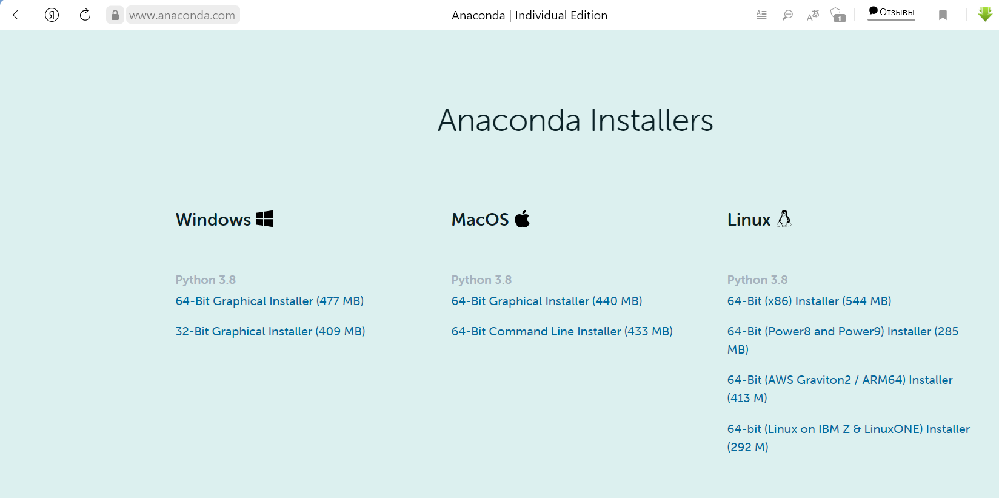 www.anaconda.com
Anaconda | Individual Edition
1
Отзывы
Anaconda Installers
Windows
Python 3.8
64-Bit Graphical Installer (477 MB)
32-Bit Graphical Installer (409 MB)
MacOS
Python 3.8
64-Bit Graphical Installer (440 MB)
64-Bit Command Line Installer (433 MB)
Linux
Python 3.8
64-Bit (x86) Installer (544 MB)
64-Bit (Power8 and Power9) Installer (285
MB)
64-Bit (AWS Graviton2 / ARM64) Installer
(413 M)
64-bit (Linux on IBM Z & LinuxONE) Installer
(292 M)